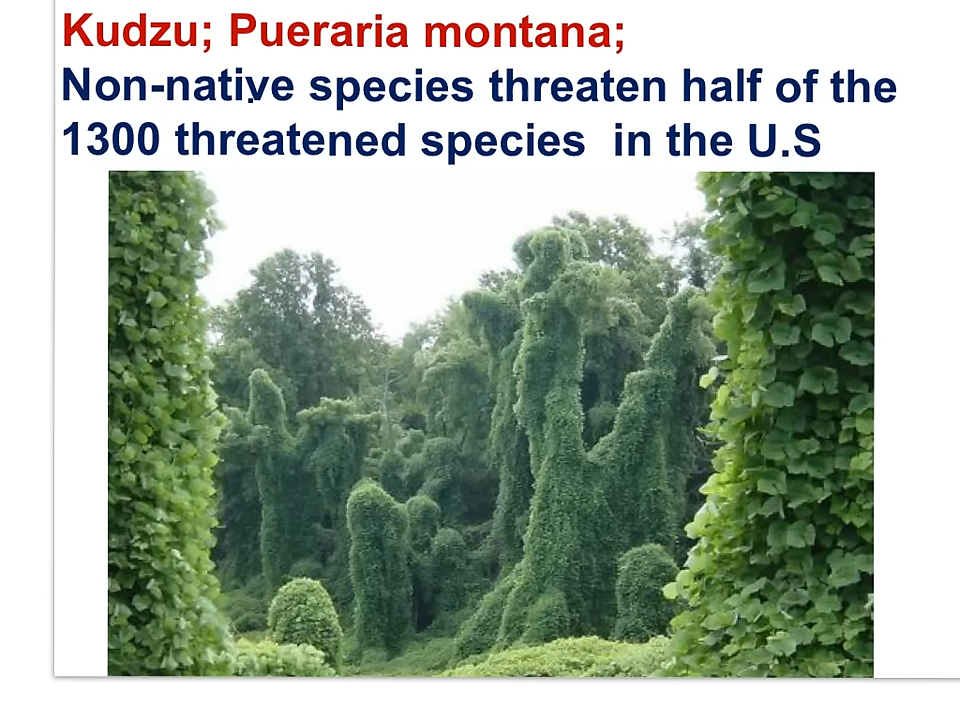 Kudzu; Pueraria montana;
Non-native species threaten half of the
1300 threatened species in the U.S